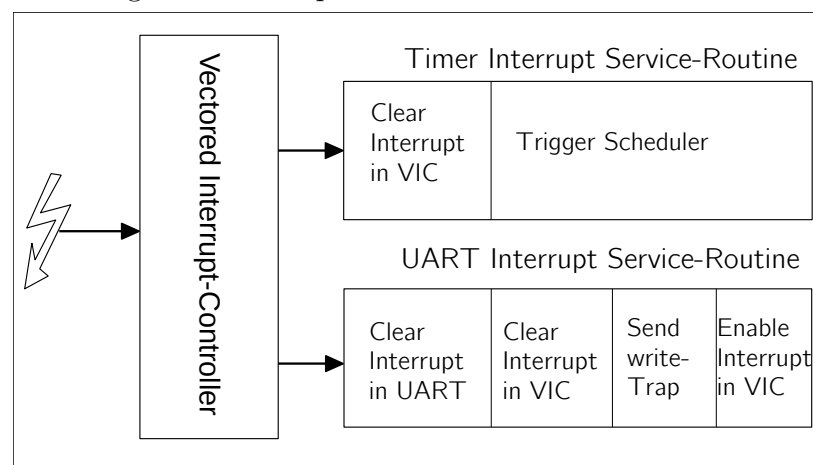 Vectored Interrupt-Controller
Timer Interrupt Service-Routine
Clear
Interrupt
in VIC
Trigger Scheduler
UART Interrupt Service-Routine
Clear
Interrupt
in UART
Clear
Interrupt
in VIC
Send
write-
Trap
Enable
Interrupt
in VIC